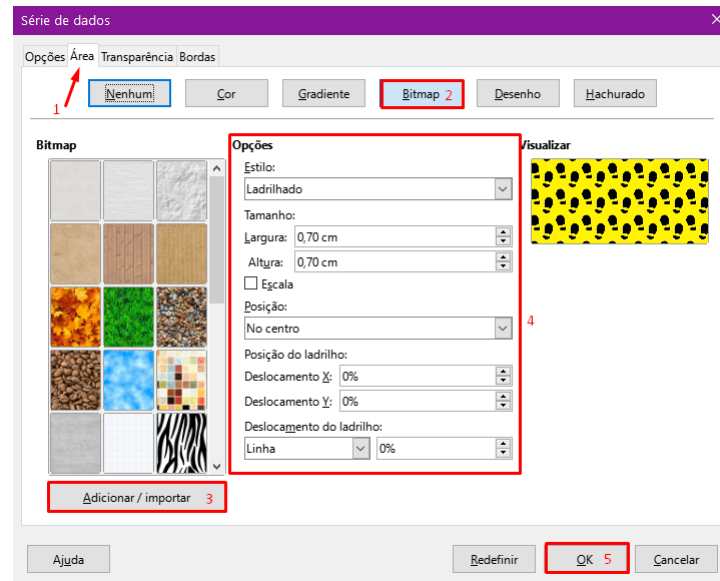 Série de dados
Opções Área Transparência Bordas
1
Nenhum Cor Gradiente Bitmap 2 Desenho Hachurado
Bitmap
Opções
Visualizar
Estilo:
Ladrilhado
Tamanho:
Largura: 0,70 cm
Altura: 0,70 cm
Escala
Posição:
No centro
4
Posição do ladrilho:
Deslocamento X: 0%
Deslocamento Y: 0%
Deslocamento do ladrilho:
Linha 0%
Adicionar / importar 3
Ajuda Redefinir OK 5 Cancelar